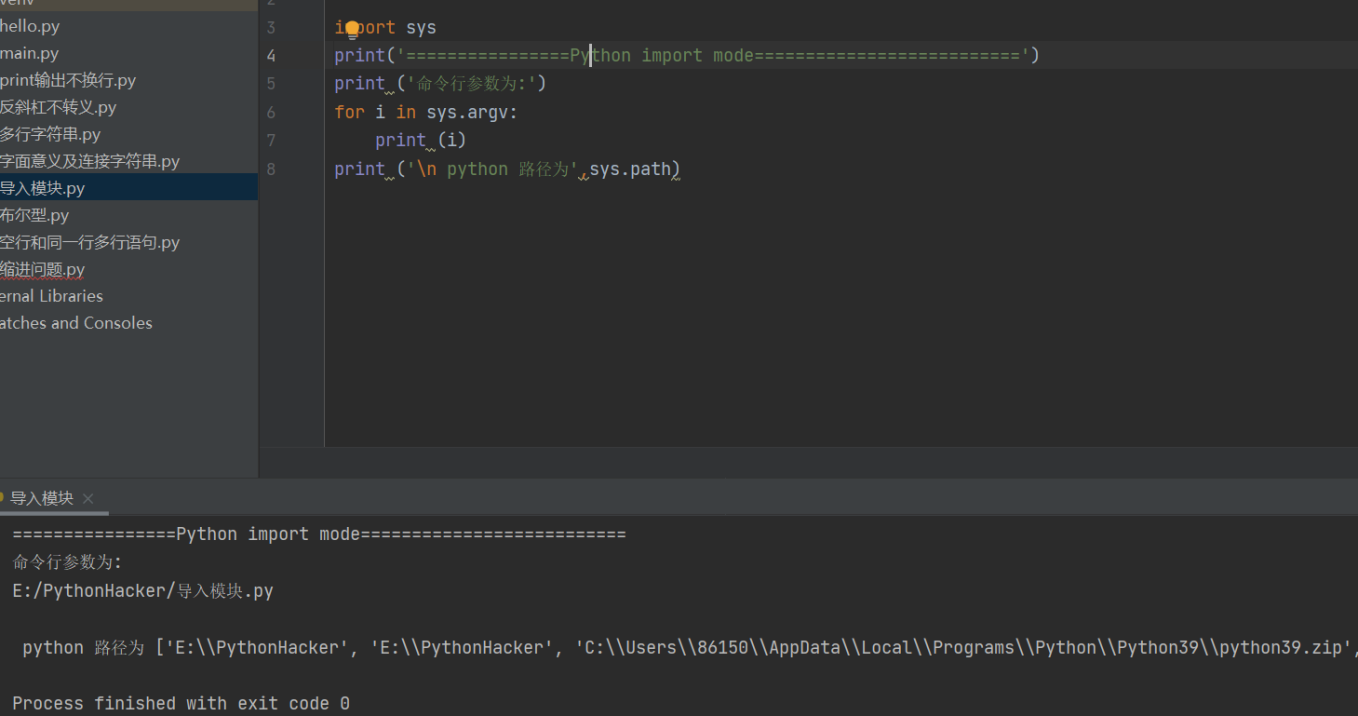 venv
hello.py
main.py
print输出不换行.py
反斜杠不转义.py
多行字符串.py
字面意义及连接字符串.py
导入模块.py
布尔型.py
空行和同一行多行语句.py
缩进问题.py
ernal Libraries
atches and Consoles
2
3 import sys
4 print('================Python import mode==========================')
5 print ('命令行参数为:')
6 for i in sys.argv:
7 print (i)
8 print ('\n python 路径为',sys.path)
导入模块
================Python import mode==========================
命令行参数为:
E:/PythonHacker/导入模块.py
python 路径为 ['E:\\PythonHacker', 'E:\\PythonHacker', 'C:\\Users\\86150\\AppData\\Local\\Programs\\Python\\Python39\\python39.zip',
Process finished with exit code 0